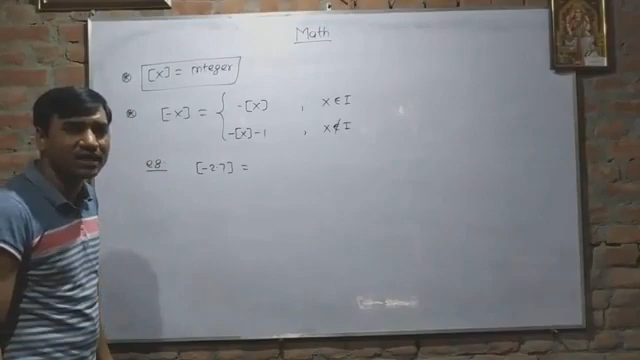 Math
* [x] = integer
* [-x] = { -[x] , x ∈ I
-[x]-1 , x ∉ I
eg. [-2.7] =